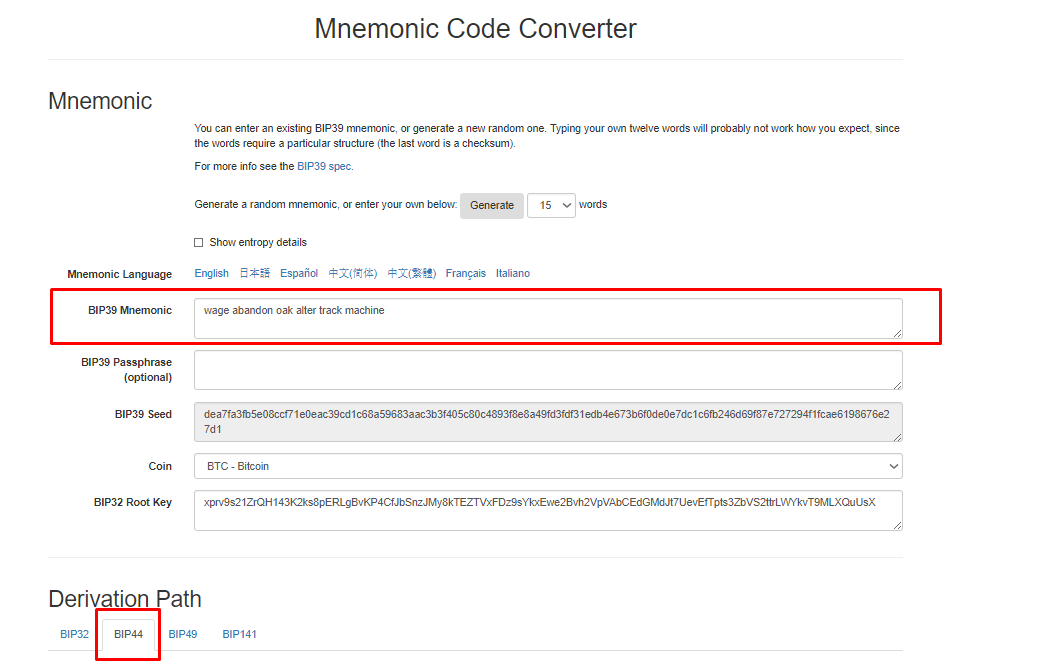 Mnemonic Code Converter
Mnemonic
You can enter an existing BIP39 mnemonic, or generate a new random one. Typing your own twelve words will probably not work how you expect, since
the words require a particular structure (the last word is a checksum).
For more info see the BIP39 spec.
Generate a random mnemonic, or enter your own below: Generate 15 words
Show entropy details
Mnemonic Language English 日本語 Español 中文(简体) 中文(繁體) Français Italiano
BIP39 Mnemonic wage abandon oak alter track machine
BIP39 Passphrase
(optional)
BIP39 Seed dea7fa3fb5e08ccf71e0eac39cd1c68a59683aac3b3f405c80c4893f8e8a49fd3fdf31edb4e673b6f0de0e7dc1c6fb246d69f87e727294f1fcae6198676e2
7d1
Coin BTC - Bitcoin
BIP32 Root Key xprv9s21ZrQH143K2ks8pERLgBvKP4CfJbSnzJMy8kTEZTVxFDz9sYkxEwe2Bvh2VpVAbCEdGMdJt7UevEfTpts3ZbVS2ttrLWYkvT9MLXQuUsX
Derivation Path
BIP32 BIP44 BIP49 BIP141